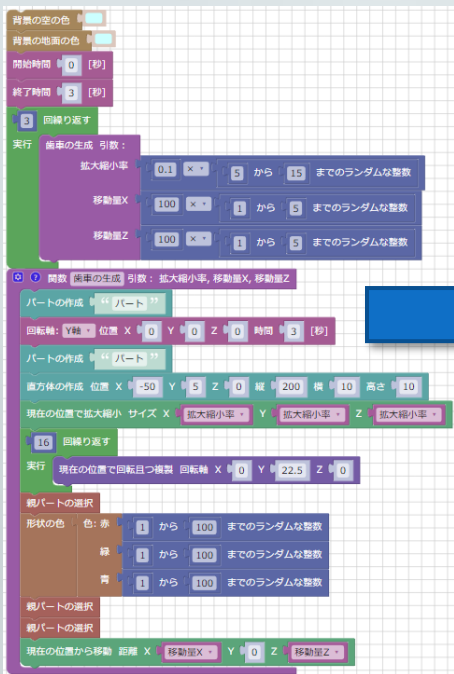 背景の空の色
背景の地面の色
開始時間 0 [秒]
終了時間 3 [秒]
3 回繰り返す
実行 歯車の生成 引数:
拡大縮小率 0.1 × 5 から 15 までのランダムな整数
移動量X 100 × 1 から 5 までのランダムな整数
移動量Z 100 × 1 から 5 までのランダムな整数
関数 歯車の生成 引数: 拡大縮小率, 移動量X, 移動量Z
パートの作成 “ パート ”
回転軸: Y軸 位置 X 0 Y 0 Z 0 時間 3 [秒]
パートの作成 “ パート ”
直方体の作成 位置 X -50 Y 5 Z 0 縦 200 横 10 高さ 10
現在の位置で拡大縮小 サイズ X 拡大縮小率 Y 拡大縮小率 Z 拡大縮小率
16 回繰り返す
実行 現在の位置で回転且つ複製 回転軸 X 0 Y 22.5 Z 0
親パートの選択
形状の色 色: 赤 1 から 100 までのランダムな整数
緑 1 から 100 までのランダムな整数
青 1 から 100 までのランダムな整数
親パートの選択
親パートの選択
現在の位置から移動 距離 X 移動量X Y 0 Z 移動量Z